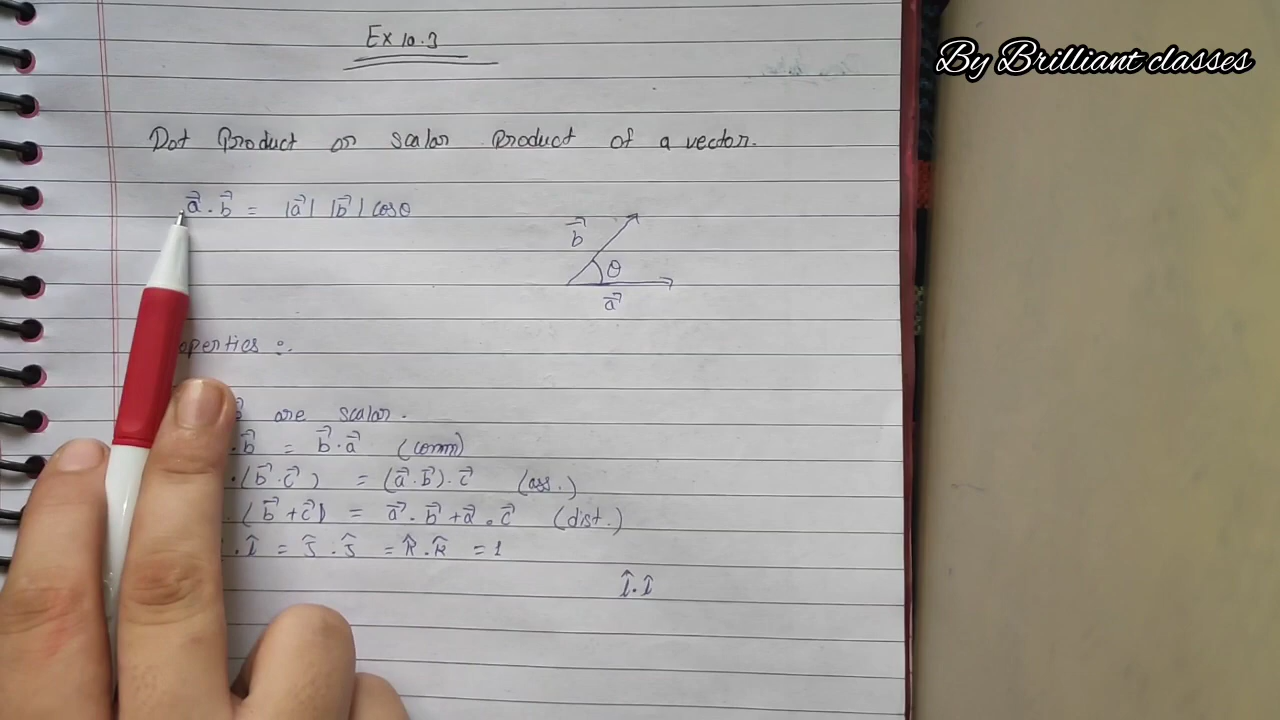 Ex 10.3
By Brilliant classes
Dot Product or scalar Product of a vector.
a⃗ . b⃗ = |a⃗| |b⃗| cosθ
b⃗
θ
a⃗
operties :.
b⃗ are scalar.
. b⃗ = b⃗ . a⃗ (comm)
. (b⃗ . c⃗) = (a⃗ . b⃗) . c⃗ (ass.)
. (b⃗ + c⃗) = a⃗ . b⃗ + a⃗ . c⃗ (dist.)
. î = ĵ . ĵ = k̂ . k̂ = 1
î . î